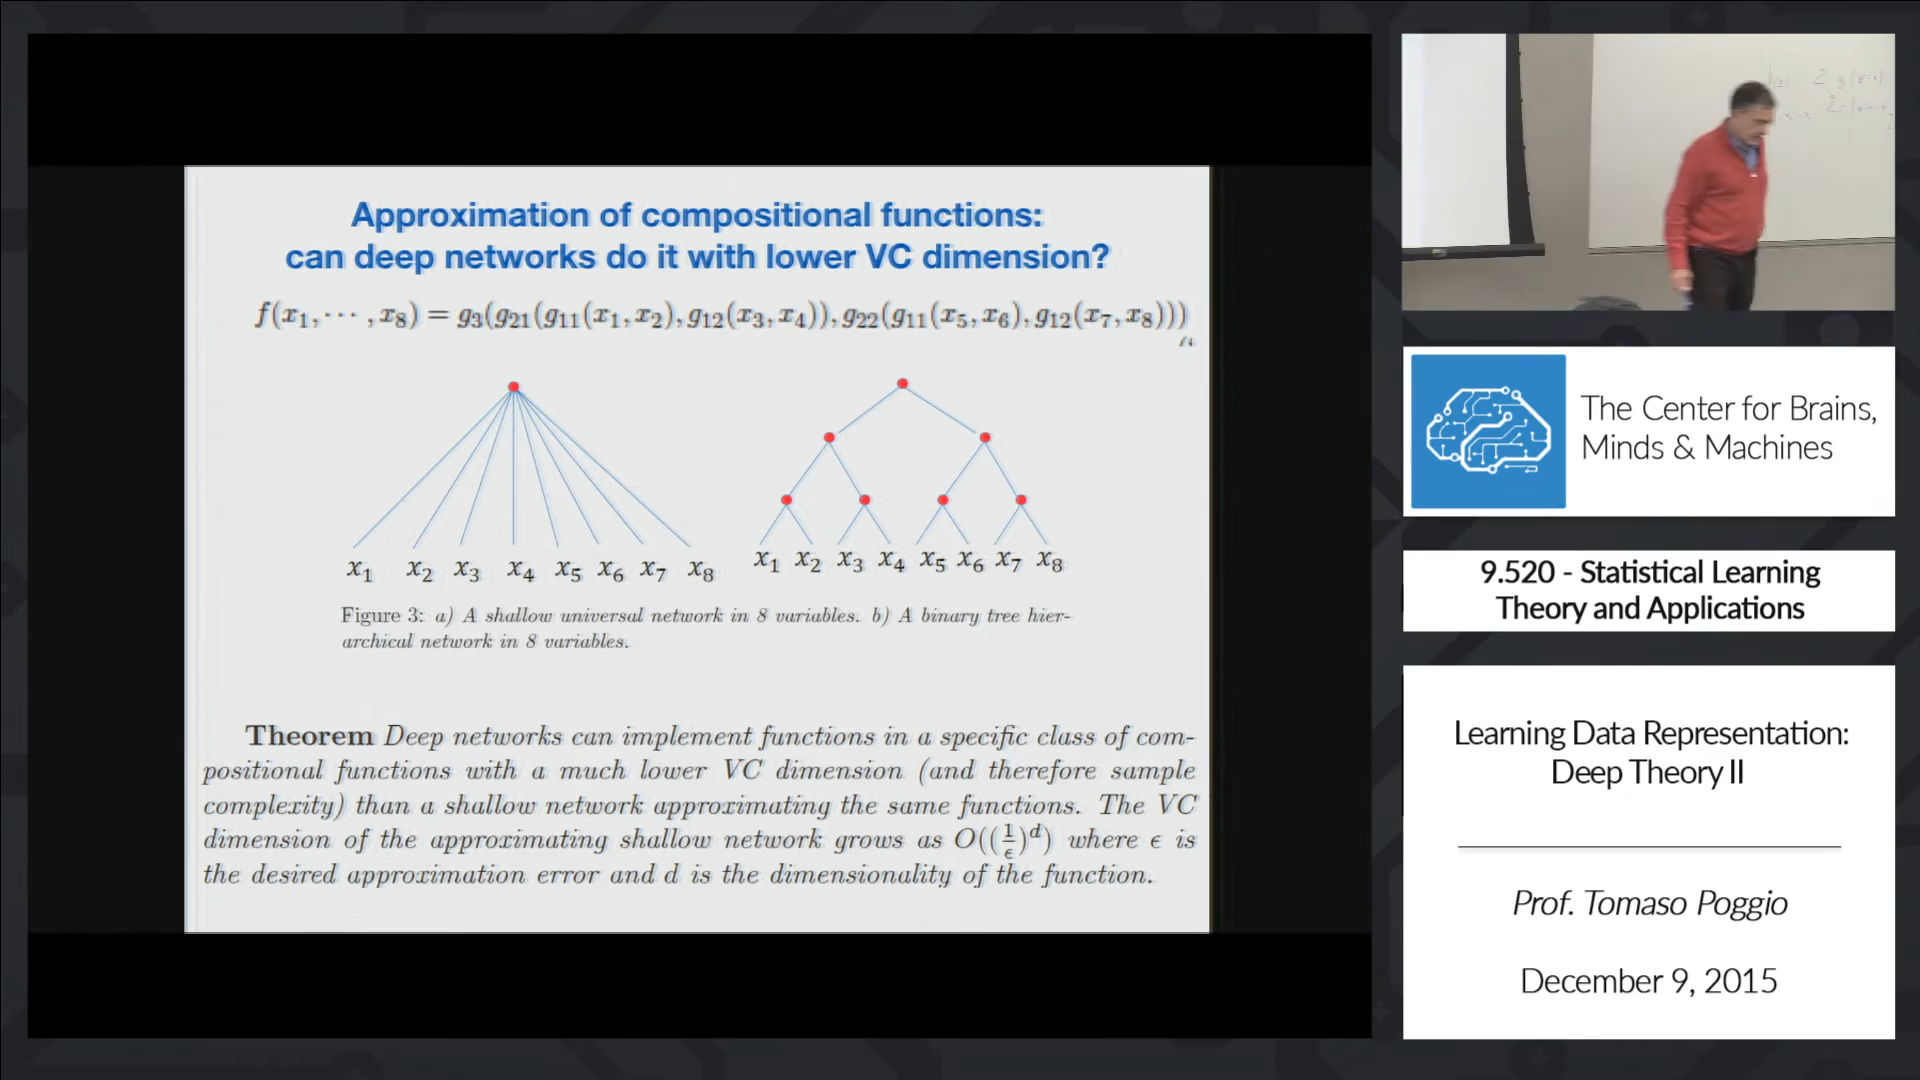 Approximation of compositional functions:
can deep networks do it with lower VC dimension?
f(x₁, ··· , x₈) = g₃(g₂₁(g₁₁(x₁, x₂), g₁₂(x₃, x₄)), g₂₂(g₁₁(x₅, x₆), g₁₂(x₇, x₈)))
x₁ x₂ x₃ x₄ x₅ x₆ x₇ x₈
x₁ x₂ x₃ x₄ x₅ x₆ x₇ x₈
Figure 3: a) A shallow universal network in 8 variables. b) A binary tree hier-
archical network in 8 variables.
Theorem Deep networks can implement functions in a specific class of com-
positional functions with a much lower VC dimension (and therefore sample
complexity) than a shallow network approximating the same functions. The VC
dimension of the approximating shallow network grows as O((1/ϵ)ᵈ) where ϵ is
the desired approximation error and d is the dimensionality of the function.
The Center for Brains,
Minds & Machines
9.520 - Statistical Learning
Theory and Applications
Learning Data Representation:
Deep Theory II
Prof. Tomaso Poggio
December 9, 2015